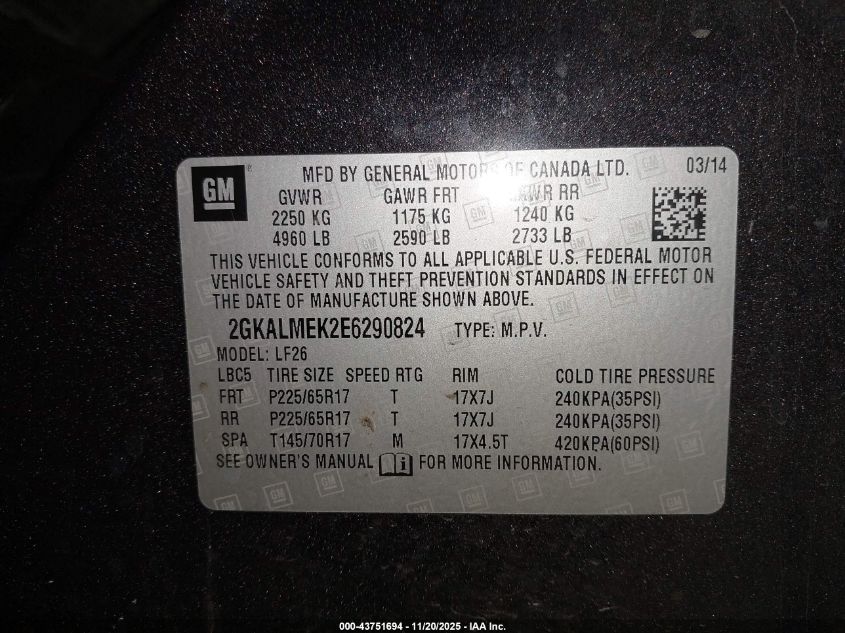 GM ® MFD BY GENERAL MOTORS OF CANADA LTD. 03/14
GVWR GAWR FRT RR
2250 KG 1175 KG 1240 KG
4960 LB 2590 LB 2733 LB
THIS VEHICLE CONFORMS TO ALL APPLICABLE U.S. FEDERAL MOTOR
VEHICLE SAFETY AND THEFT PREVENTION STANDARDS IN EFFECT ON
THE DATE OF MANUFACTURE SHOWN ABOVE.
2GKALMEK2E6290824 TYPE: M.P.V.
MODEL: LF26
LBC5 TIRE SIZE SPEED RTG RIM COLD TIRE PRESSURE
FRT P225/65R17 T 17X7J 240KPA(35PSI)
RR P225/65R17 T 17X7J 240KPA(35PSI)
SPA T145/70R17 M 17X4.5T 420KPA(60PSI)
SEE OWNER'S MANUAL FOR MORE INFORMATION.
000-43751694 - 11/20/2025 - IAA Inc.